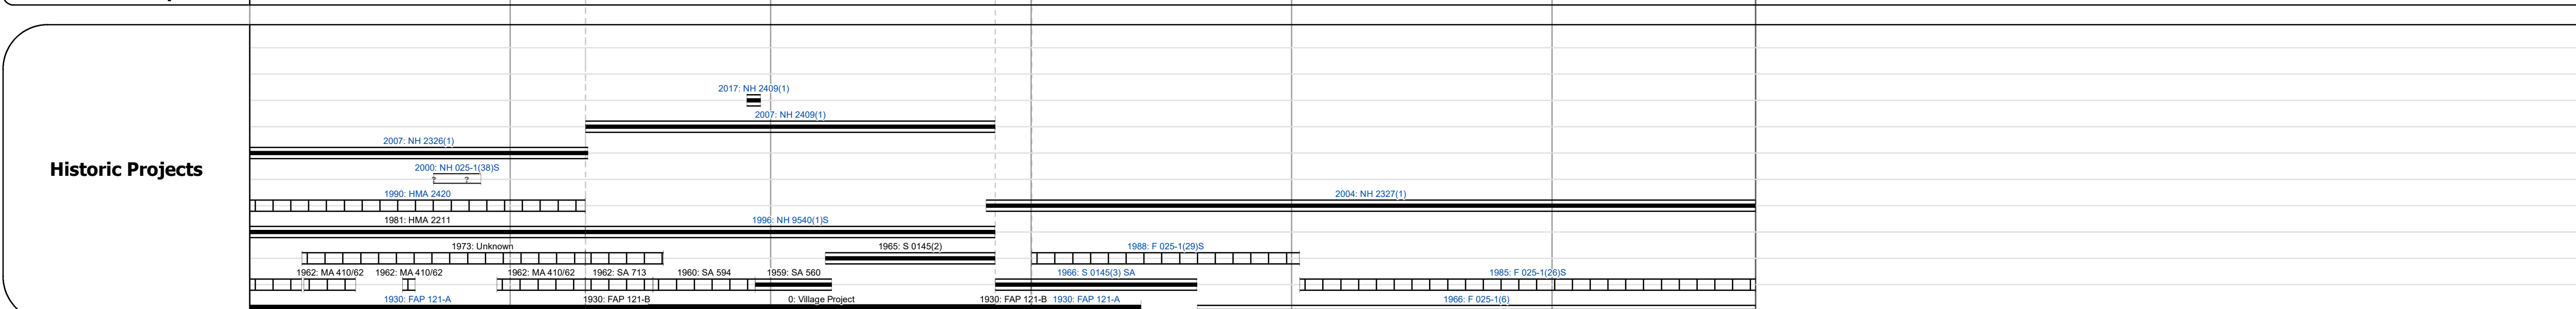 2017: NH 2409(1)
2007: NH 2409(1)
2007: NH 2326(1)
Historic Projects
2000: NH 025-1(38)S
? ?
1990: HMA 2420 2004: NH 2327(1)
1981: HMA 2211 1996: NH 9540(1)S
1973: Unknown 1965: S 0145(2) 1988: F 025-1(29)S
1962: MA 410/62 1962: MA 410/62 1962: MA 410/62 1962: SA 713 1960: SA 594 1959: SA 560 1966: S 0145(3) SA 1985: F 025-1(26)S
1930: FAP 121-A 1930: FAP 121-B 0: Village Project 1930: FAP 121-B 1930: FAP 121-A 1966: F 025-1(6)